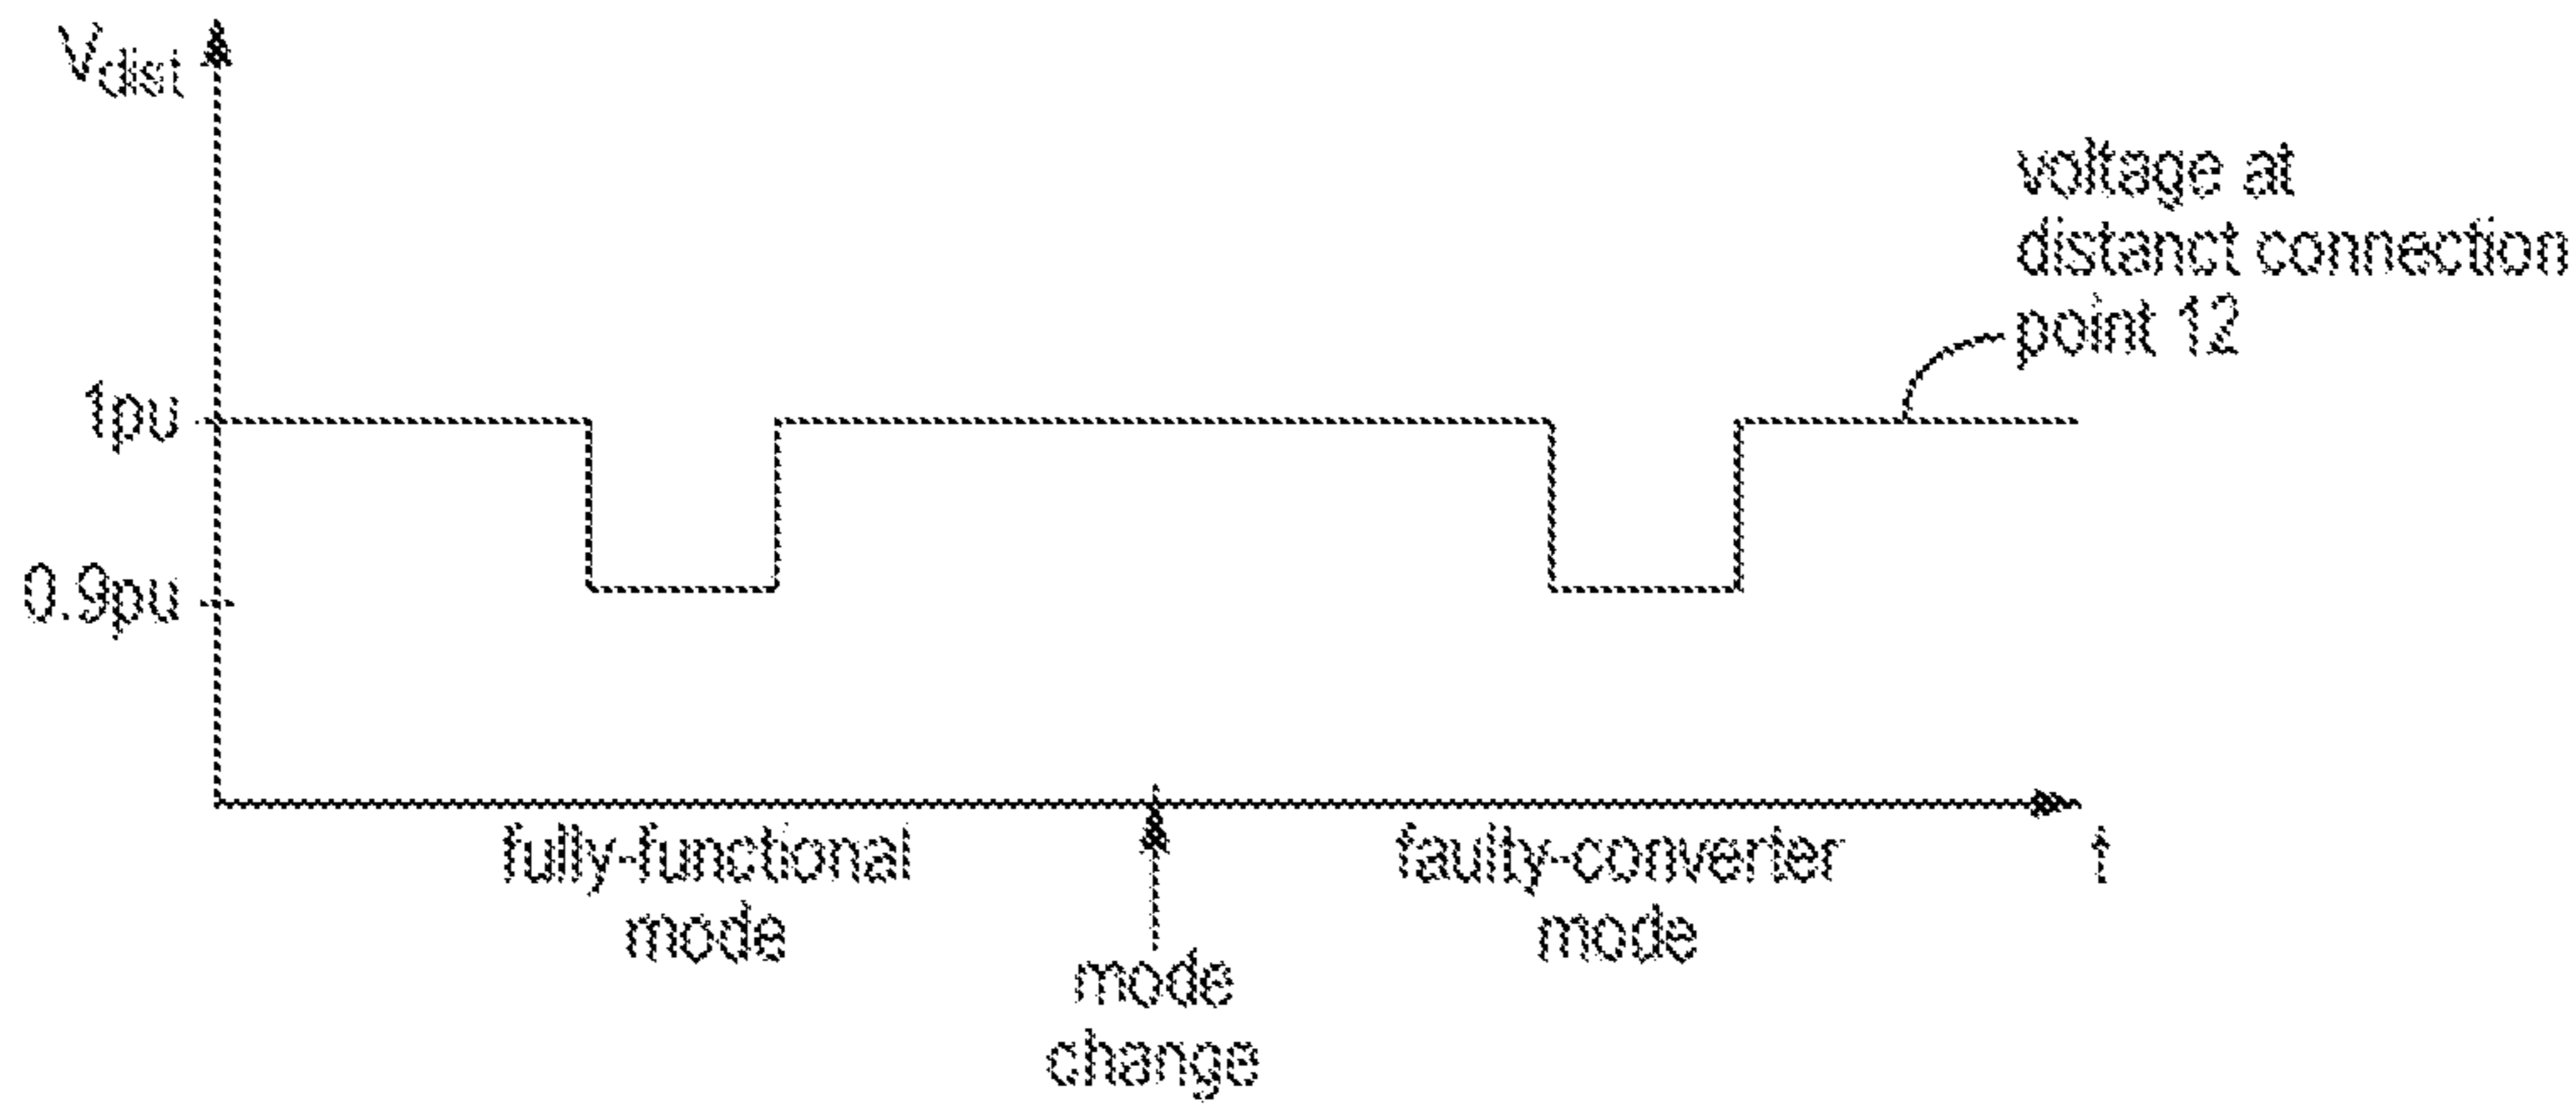 Vdist
voltage at
distanct connection
point 12
1pu
0.9pu
fully-functional
mode
faulty-converter
mode
t
mode
change